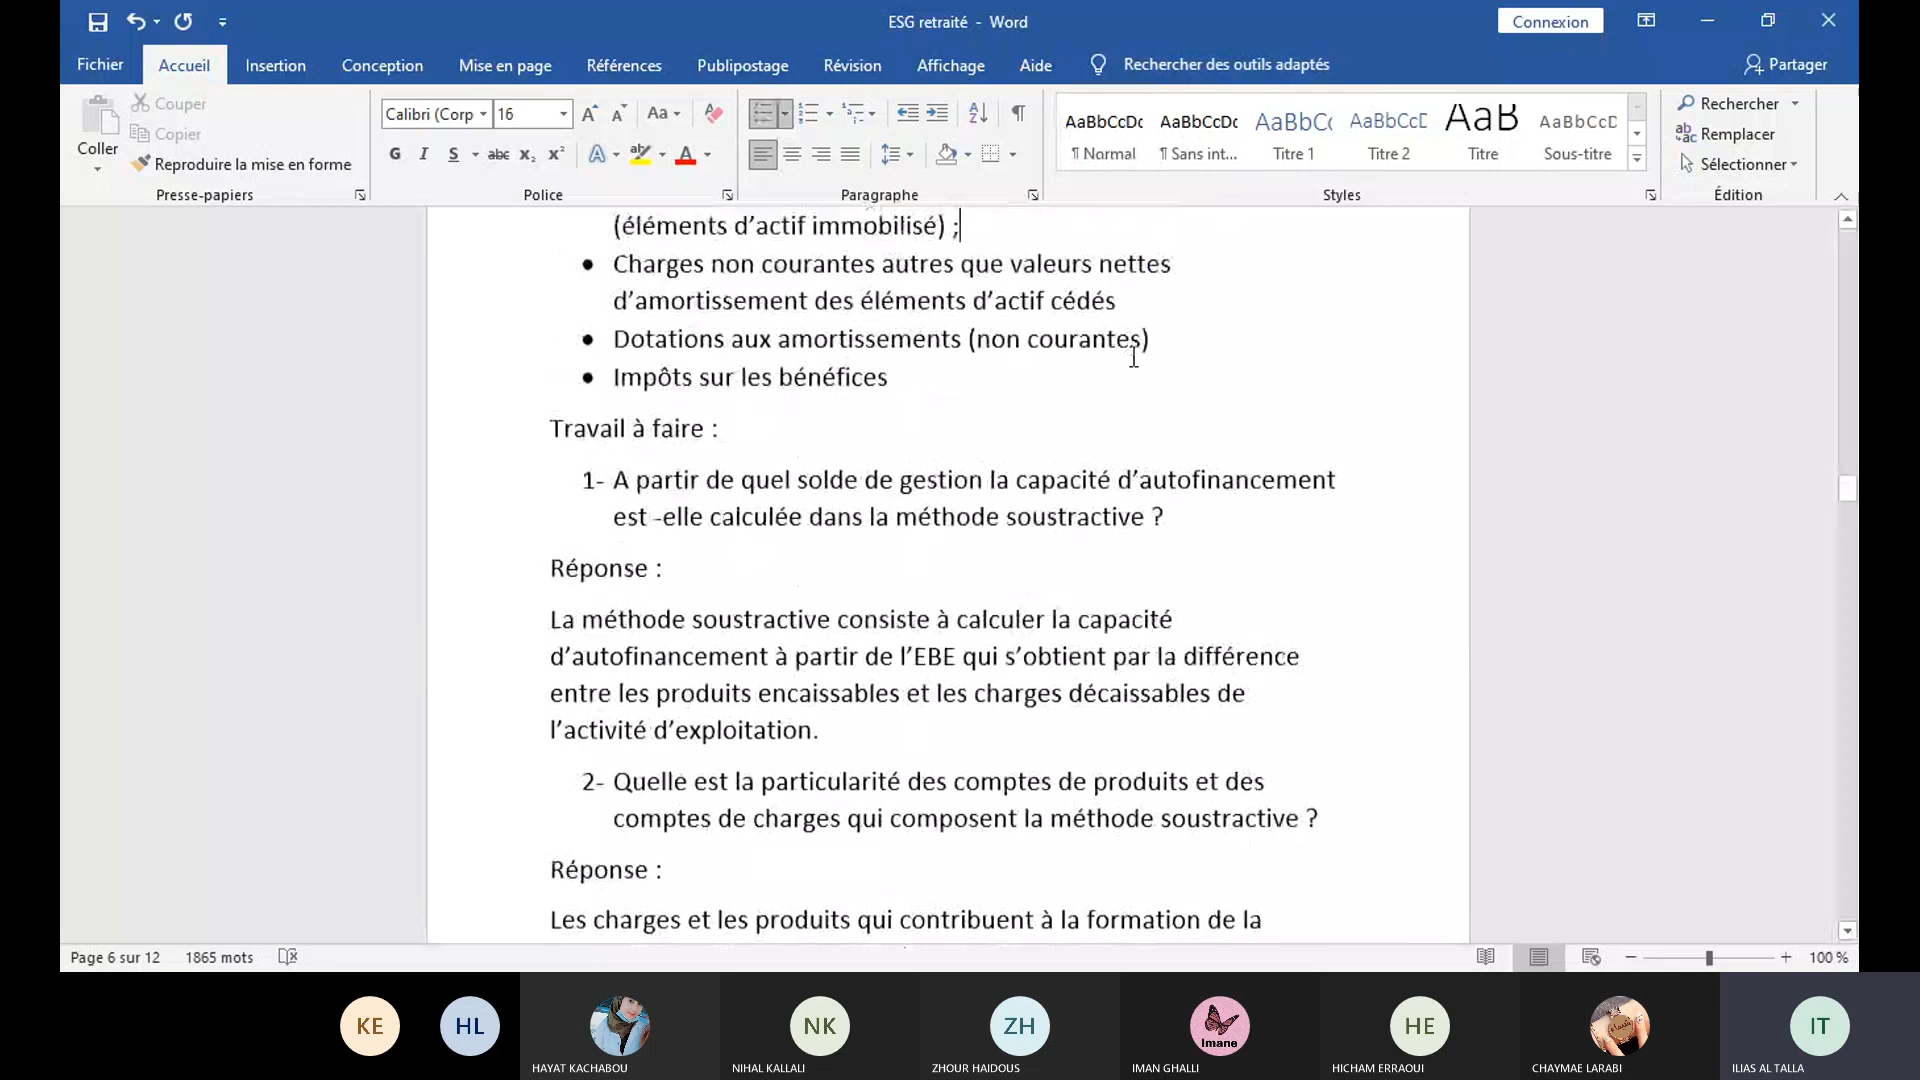 ESG retraité - Word
Connexion
Fichier
Accueil
Insertion
Conception
Mise en page
Références
Publipostage
Révision
Affichage
Aide
Rechercher des outils adaptés
Partager
Coller
Couper
Copier
Reproduire la mise en forme
Presse-papiers
Calibri (Corp
16
Aa
G I S abc X₂ X²
Police
Paragraphe
AaBbCcDc
¶ Normal
AaBbCcDc
¶ Sans int...
AaBbCc
Titre 1
AaBbCcD
Titre 2
AaB
Titre
AaBbCcD
Sous-titre
Styles
Rechercher
Remplacer
Sélectionner
Édition
(éléments d’actif immobilisé) ;
• Charges non courantes autres que valeurs nettes
d’amortissement des éléments d’actif cédés
• Dotations aux amortissements (non courantes)
• Impôts sur les bénéfices
Travail à faire :
1- A partir de quel solde de gestion la capacité d’autofinancement
est -elle calculée dans la méthode soustractive ?
Réponse :
La méthode soustractive consiste à calculer la capacité
d’autofinancement à partir de l’EBE qui s’obtient par la différence
entre les produits encaissables et les charges décaissables de
l’activité d’exploitation.
2- Quelle est la particularité des comptes de produits et des
comptes de charges qui composent la méthode soustractive ?
Réponse :
Les charges et les produits qui contribuent à la formation de la
Page 6 sur 12
1865 mots
100 %
KE
HL
HAYAT KACHABOU
NK
NIHAL KALLALI
ZH
ZHOUR HAIDOUS
Imane
IMAN GHALLI
HE
HICHAM ERRAOUI
CHAYMAE LARABI
IT
ILIAS AL TALLA